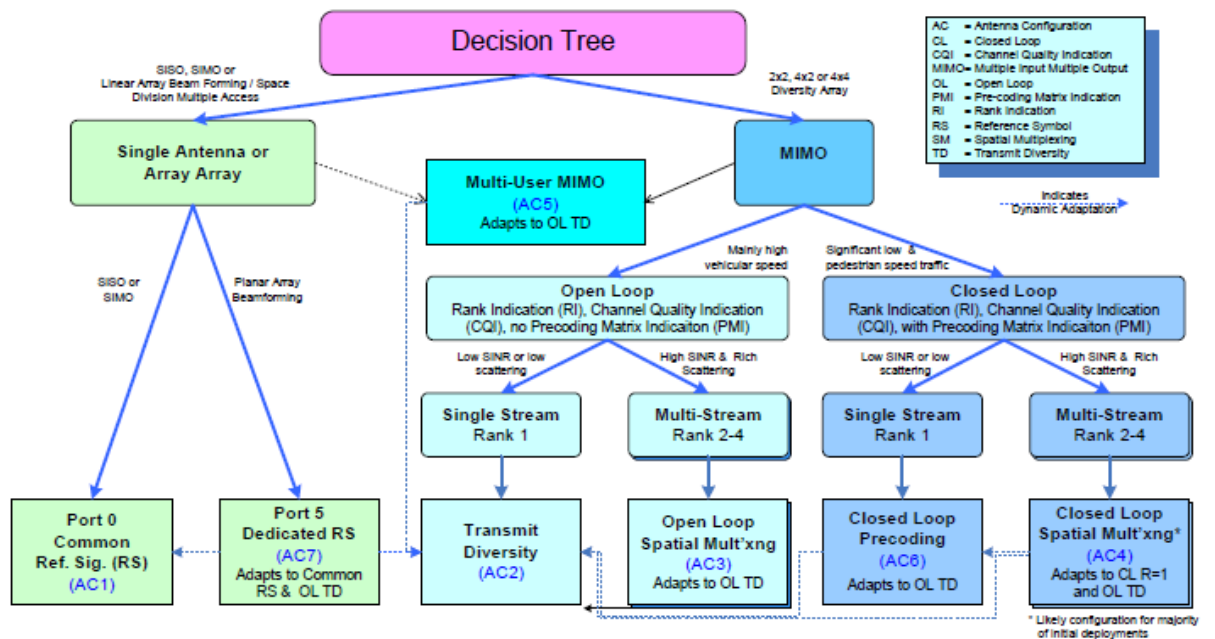 Decision Tree
AC = Antenna Configuration
CL = Closed Loop
CQI = Channel Quality Indication
MIMO= Multiple Input Multiple Output
OL = Open Loop
PMI = Pre-coding Matrix Indication
RI = Rank Indication
RS = Reference Symbol
SM = Spatial Multiplexing
TD = Transmit Diversity
Indicates
Dynamic Adaptation
SISO, SIMO or
Linear Array Beam Forming / Space
Division Multiple Access
2x2, 4x2 or 4x4
Diversity Array
Single Antenna or
Array Array
Multi-User MIMO
(AC5)
Adapts to OL TD
MIMO
SISO or
SIMO
Planar Array
Beamforming
Mainly high
vehicular speed
Significant low &
pedestrian speed traffic
Open Loop
Rank Indication (RI), Channel Quality Indication
(CQI), no Precoding Matrix Indicaiton (PMI)
Closed Loop
Rank Indication (RI), Channel Quality Indication
(CQI), with Precoding Matrix Indicaiton (PMI)
Low SINR or low
scattering
High SINR & Rich
Scattering
Low SINR or low
scattering
High SINR & Rich
Scattering
Single Stream
Rank 1
Multi-Stream
Rank 2-4
Single Stream
Rank 1
Multi-Stream
Rank 2-4
Port 0
Common
Ref. Sig. (RS)
(AC1)
Port 5
Dedicated RS
(AC7)
Adapts to Common
RS & OL TD
Transmit
Diversity
(AC2)
Open Loop
Spatial Mult'xng
(AC3)
Adapts to OL TD
Closed Loop
Precoding
(AC6)
Adapts to OL TD
Closed Loop
Spatial Mult'xng*
(AC4)
Adapts to CL R=1
and OL TD
* Likely configuration for majority
of initial deployments